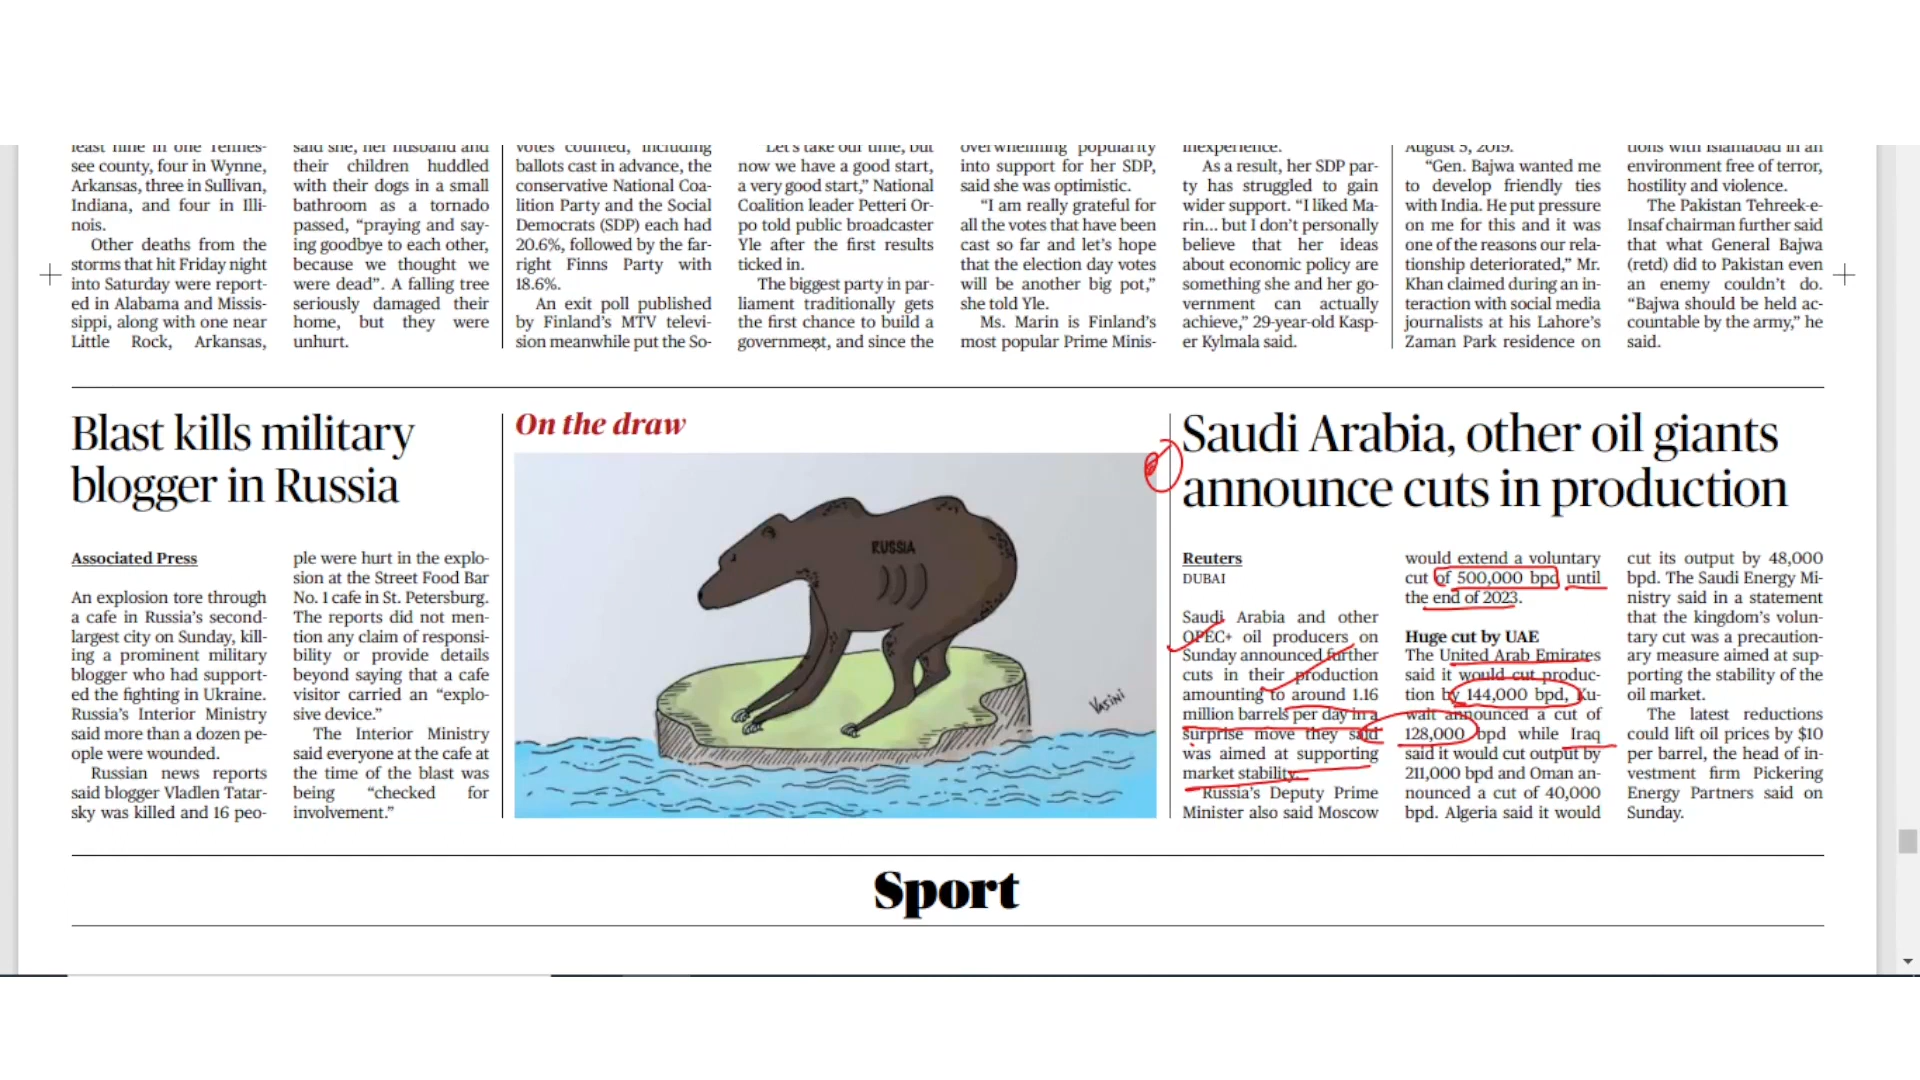 least nine in one Tennes-
see county, four in Wynne,
Arkansas, three in Sullivan,
Indiana, and four in Illi-
nois.
Other deaths from the
storms that hit Friday night
into Saturday were report-
ed in Alabama and Missis-
sippi, along with one near
Little Rock, Arkansas,
said she, her husband and
their children huddled
with their dogs in a small
bathroom as a tornado
passed, “praying and say-
ing goodbye to each other,
because we thought we
were dead”. A falling tree
seriously damaged their
home, but they were
unhurt.
votes counted, including
ballots cast in advance, the
conservative National Coa-
lition Party and the Social
Democrats (SDP) each had
20.6%, followed by the far-
right Finns Party with
18.6%.
An exit poll published
by Finland’s MTV televi-
sion meanwhile put the So-
“Let’s take our time, but
now we have a good start,
a very good start,” National
Coalition leader Petteri Or-
po told public broadcaster
Yle after the first results
ticked in.
The biggest party in par-
liament traditionally gets
the first chance to build a
government, and since the
overwhelming popularity
into support for her SDP,
said she was optimistic.
“I am really grateful for
all the votes that have been
cast so far and let’s hope
that the election day votes
will be another big pot,”
she told Yle.
Ms. Marin is Finland’s
most popular Prime Minis-
inexperience.
As a result, her SDP par-
ty has struggled to gain
wider support. “I liked Ma-
rin... but I don’t personally
believe that her ideas
about economic policy are
something she and her go-
vernment can actually
achieve,” 29-year-old Kasp-
er Kylmala said.
August 5, 2019.
“Gen. Bajwa wanted me
to develop friendly ties
with India. He put pressure
on me for this and it was
one of the reasons our rela-
tionship deteriorated,” Mr.
Khan claimed during an in-
teraction with social media
journalists at his Lahore’s
Zaman Park residence on
tions with Islamabad in an
environment free of terror,
hostility and violence.
The Pakistan Tehreek-e-
Insaf chairman further said
that what General Bajwa
(retd) did to Pakistan even
an enemy couldn’t do.
“Bajwa should be held ac-
countable by the army,” he
said.
Blast kills military
blogger in Russia
Associated Press
An explosion tore through
a cafe in Russia’s second-
largest city on Sunday, kill-
ing a prominent military
blogger who had support-
ed the fighting in Ukraine.
Russia’s Interior Ministry
said more than a dozen pe-
ople were wounded.
Russian news reports
said blogger Vladlen Tatar-
sky was killed and 16 peo-
ple were hurt in the explo-
sion at the Street Food Bar
No. 1 cafe in St. Petersburg.
The reports did not men-
tion any claim of responsi-
bility or provide details
beyond saying that a cafe
visitor carried an “explo-
sive device.”
The Interior Ministry
said everyone at the cafe at
the time of the blast was
being “checked for
involvement.”
On the draw
RUSSIA
Vasini
Saudi Arabia, other oil giants
announce cuts in production
Reuters
DUBAI
Saudi Arabia and other
OPEC+ oil producers on
Sunday announced further
cuts in their production
amounting to around 1.16
million barrels per day in a
surprise move they said
was aimed at supporting
market stability.
Russia’s Deputy Prime
Minister also said Moscow
would extend a voluntary
cut of 500,000 bpd until
the end of 2023.
Huge cut by UAE
The United Arab Emirates
said it would cut produc-
tion by 144,000 bpd, Ku-
wait announced a cut of
128,000 bpd while Iraq
said it would cut output by
211,000 bpd and Oman an-
nounced a cut of 40,000
bpd. Algeria said it would
cut its output by 48,000
bpd. The Saudi Energy Mi-
nistry said in a statement
that the kingdom’s volun-
tary cut was a precaution-
ary measure aimed at sup-
porting the stability of the
oil market.
The latest reductions
could lift oil prices by $10
per barrel, the head of in-
vestment firm Pickering
Energy Partners said on
Sunday.
Sport